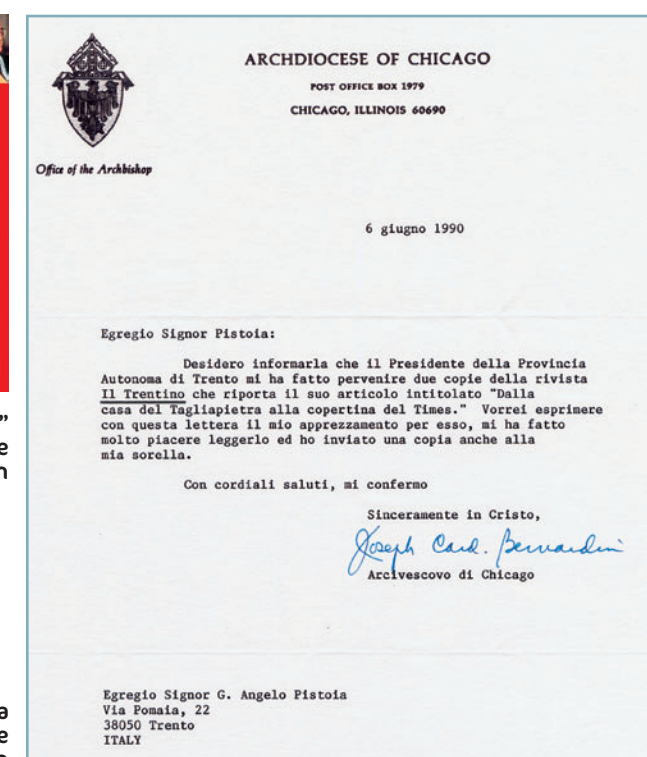 ARCHDIOCESE OF CHICAGO
POST OFFICE BOX 1979
CHICAGO, ILLINOIS 60690
Office of the Archbishop
6 giugno 1990
Egregio Signor Pistoia:
Desidero informarla che il Presidente della Provincia
Autonoma di Trento mi ha fatto pervenire due copie della rivista
Il Trentino che riporta il suo articolo intitolato "Dalla
casa del Tagliapietra alla copertina del Times." Vorrei esprimere
con questa lettera il mio apprezzamento per esso, mi ha fatto
molto piacere leggerlo ed ho inviato una copia anche alla
mia sorella.
Con cordiali saluti, mi confermo
Sinceramente in Cristo,
Joseph Card. Bernardin
Arcivescovo di Chicago
Egregio Signor G. Angelo Pistoia
Via Pomaia, 22
38050 Trento
ITALY